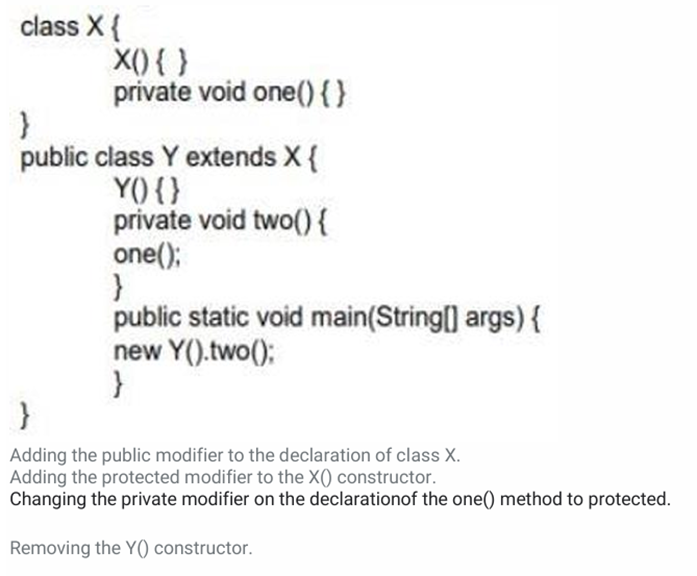 class X {
X() { }
private void one() { }
}
public class Y extends X {
Y() {}
private void two() {
one();
}
public static void main(String[] args) {
new Y().two();
}
}
Adding the public modifier to the declaration of class X.
Adding the protected modifier to the X() constructor.
Changing the private modifier on the declarationof the one() method to protected.
Removing the Y() constructor.